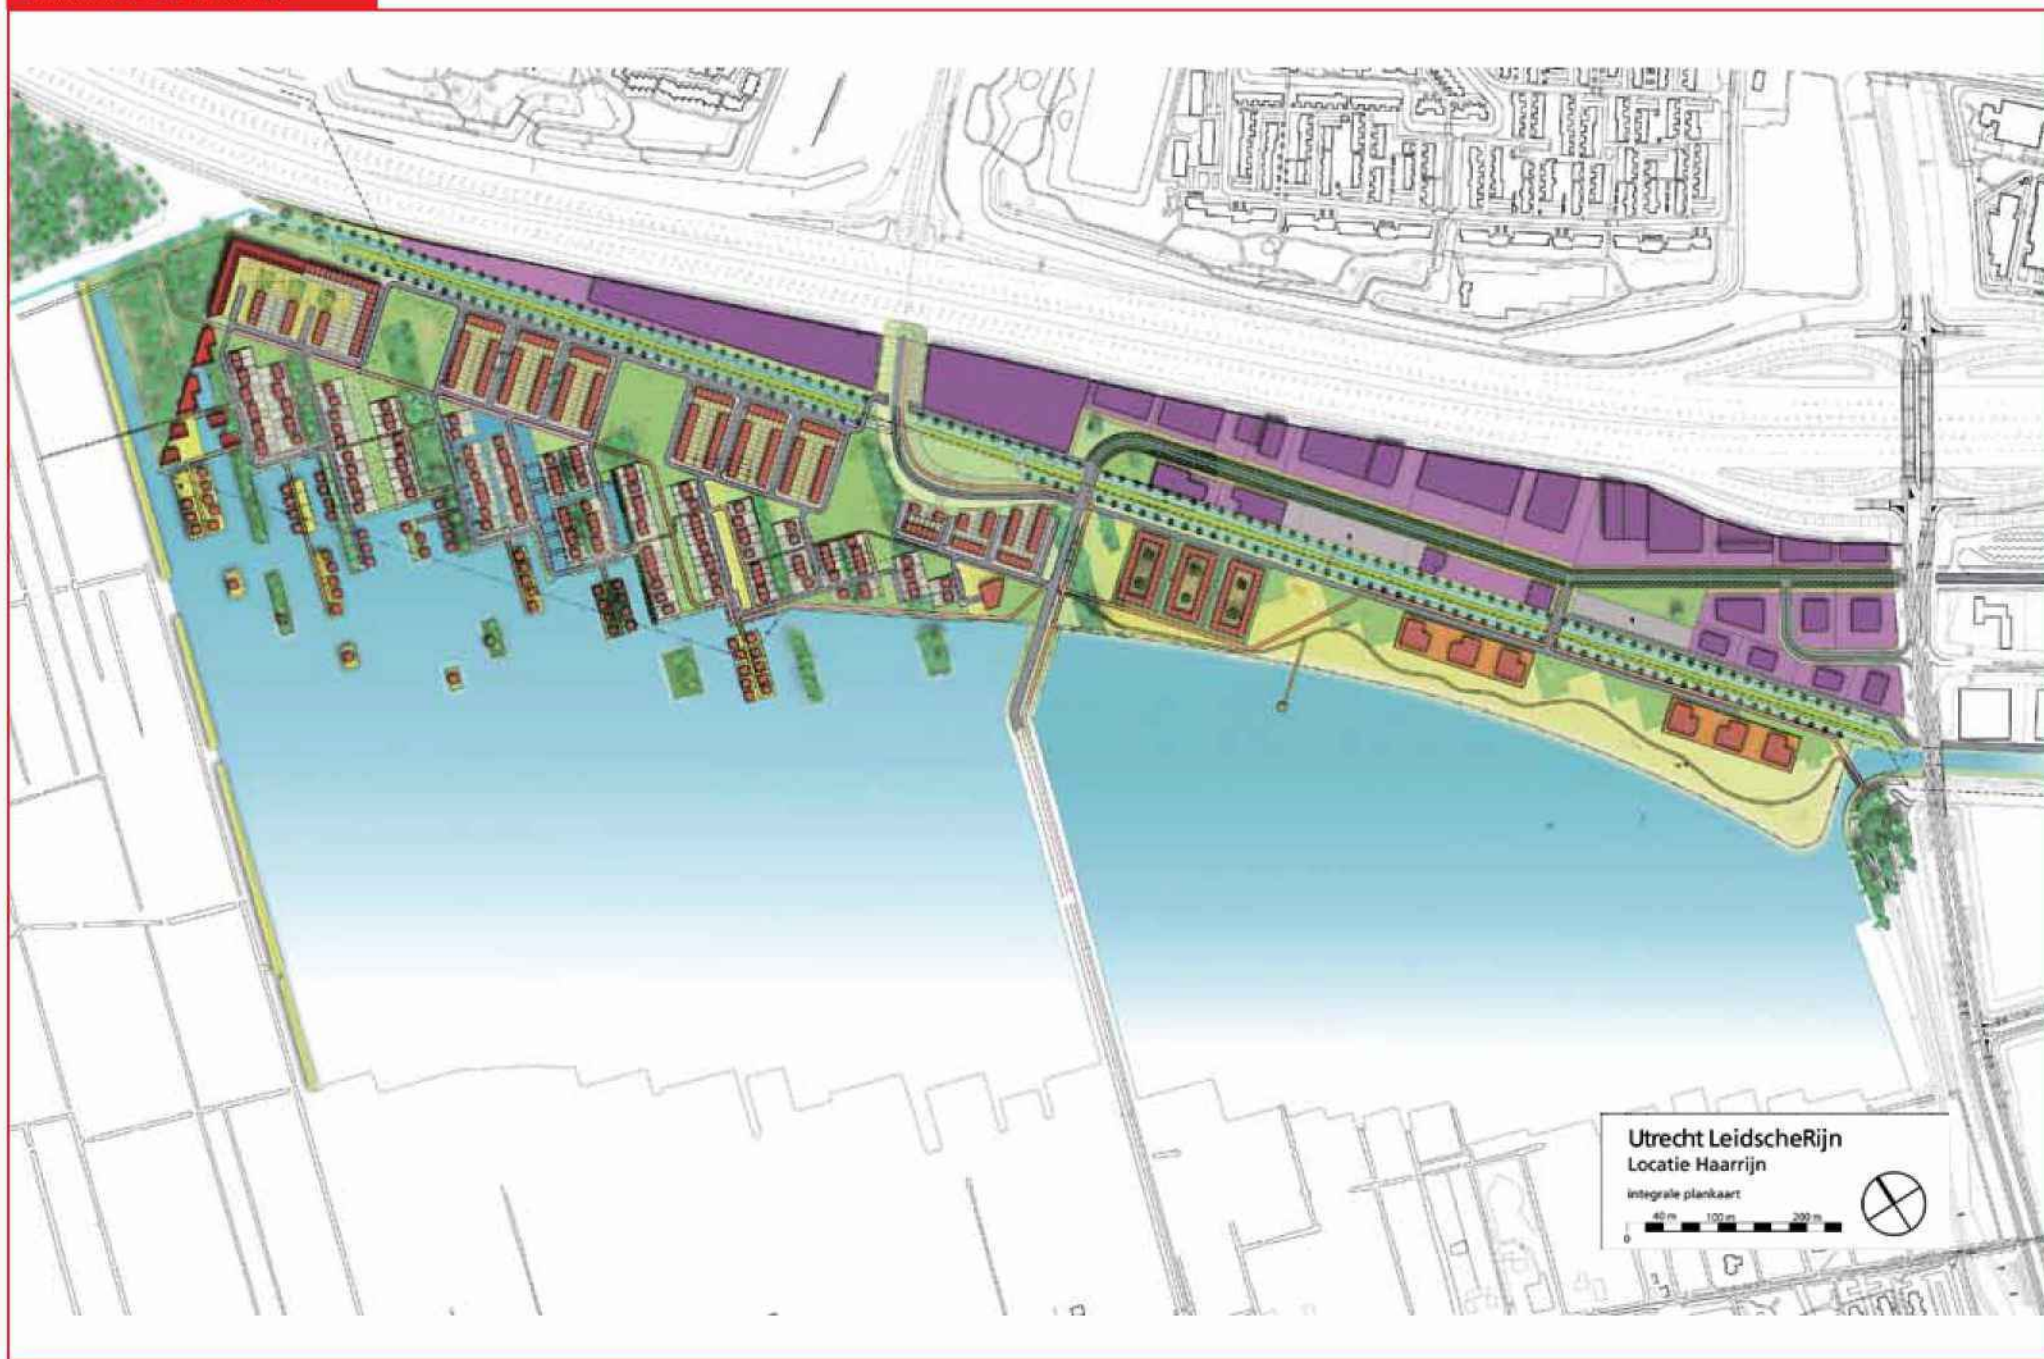 Utrecht LeidscheRijn
Locatie Haarrijn
integrale plankaart
40 m 100 m 200 m
0